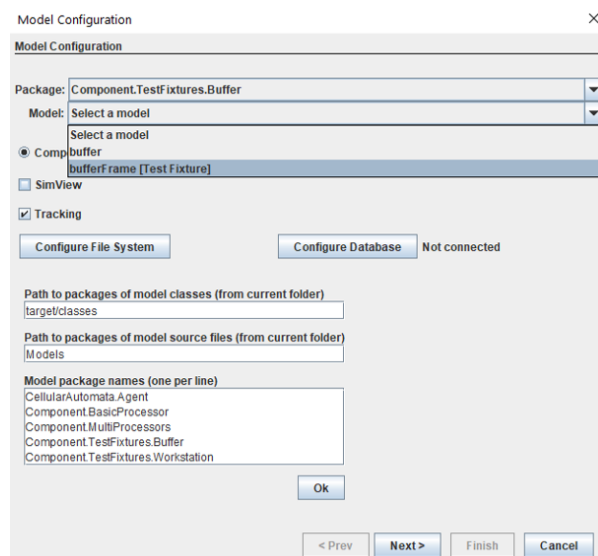 Model Configuration
Model Configuration
Package: Component.TestFixtures.Buffer
Model: Select a model
Select a model
Comp buffer
bufferFrame [Test Fixture]
SimView
Tracking
Configure File System Configure Database Not connected
Path to packages of model classes (from current folder)
target/classes
Path to packages of model source files (from current folder)
Models
Model package names (one per line)
CellularAutomata.Agent
Component.BasicProcessor
Component.MultiProcessors
Component.TestFixtures.Buffer
Component.TestFixtures.Workstation
Ok
< Prev Next > Finish Cancel